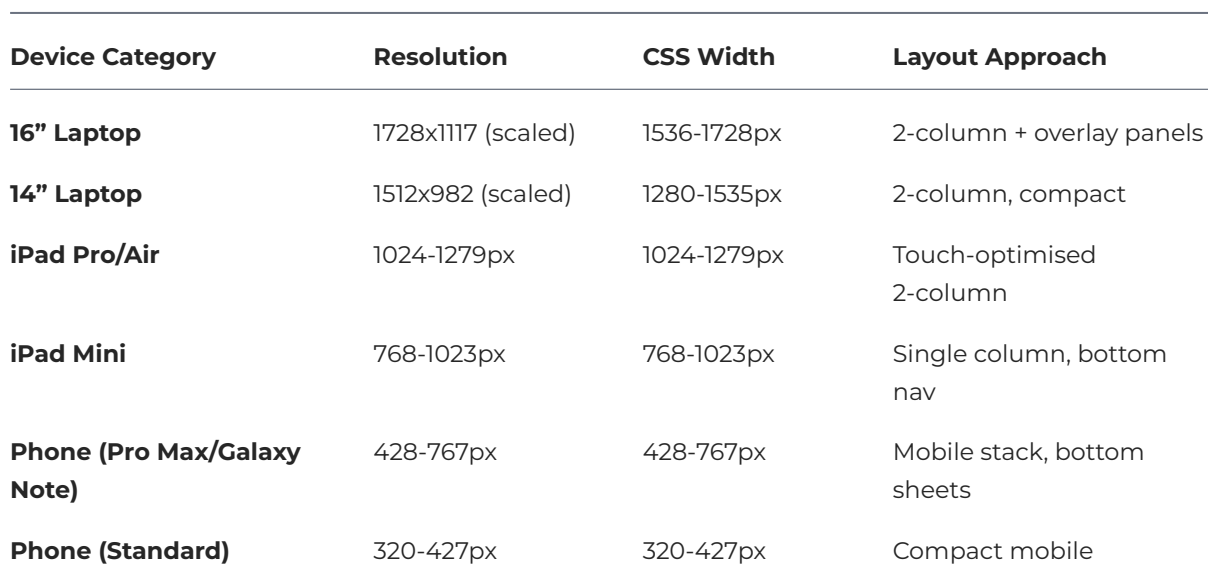 Device Category Resolution CSS Width Layout Approach
16” Laptop 1728x1117 (scaled) 1536-1728px 2-column + overlay panels
14” Laptop 1512x982 (scaled) 1280-1535px 2-column, compact
iPad Pro/Air 1024-1279px 1024-1279px Touch-optimised
2-column
iPad Mini 768-1023px 768-1023px Single column, bottom
nav
Phone (Pro Max/Galaxy 428-767px 428-767px Mobile stack, bottom
Note) sheets
Phone (Standard) 320-427px 320-427px Compact mobile